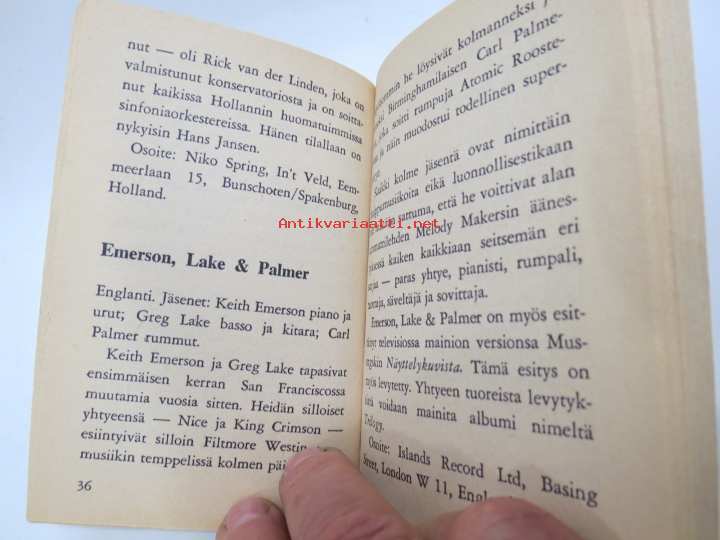 nut — oli Rick van der Linden, joka on
valmistunut konservatoriosta ja on soitta-
nut kaikissa Hollannin huomatuimmissa
sinfoniaorkestereissa. Hänen tilallaan on
nykyisin Hans Jansen.
Osoite: Niko Spring, In't Veld, Eem-
meerlaan 15, Bunschoten/Spakenburg,
Holland.
Emerson, Lake & Palmer
Englanti. Jäsenet: Keith Emerson piano ja
urut; Greg Lake basso ja kitara; Carl
Palmer rummut.
Keith Emerson ja Greg Lake tapasivat
ensimmäisen kerran San Franciscossa
muutamia vuosia sitten. Heidän silloiset
yhtyeensä — Nice ja King Crimson —
esiintyivät silloin Filtmore
musiikin temppelissä kolmen
36
he löysivät kolmanneksi
Birminghamilaisen Carl Palme-
soitti rumpuja Atomic Rooste-
ja näin muodostui todellinen super-
kolme jäsentä ovat nimittäin
eikä luonnollisestikaan
sattuma, että he voittivat alan
Melody Makersin äänes-
kaiken kaikkiaan seitsemän eri
— paras yhtye, pianisti, rumpali,
säveltäjä ja sovittaja.
Emerson, Lake & Palmer on myös esit-
televisiossa mainion versionsa Mus-
Näyttelykuvista. Tämä esitys on
levytetty. Yhtyeen tuoreista levytyk-
voidaan mainita albumi nimeltä
Trilogy.
Osoite: Islands Record Ltd, Basing
Street, London W 11,
Antikvariaatti.net